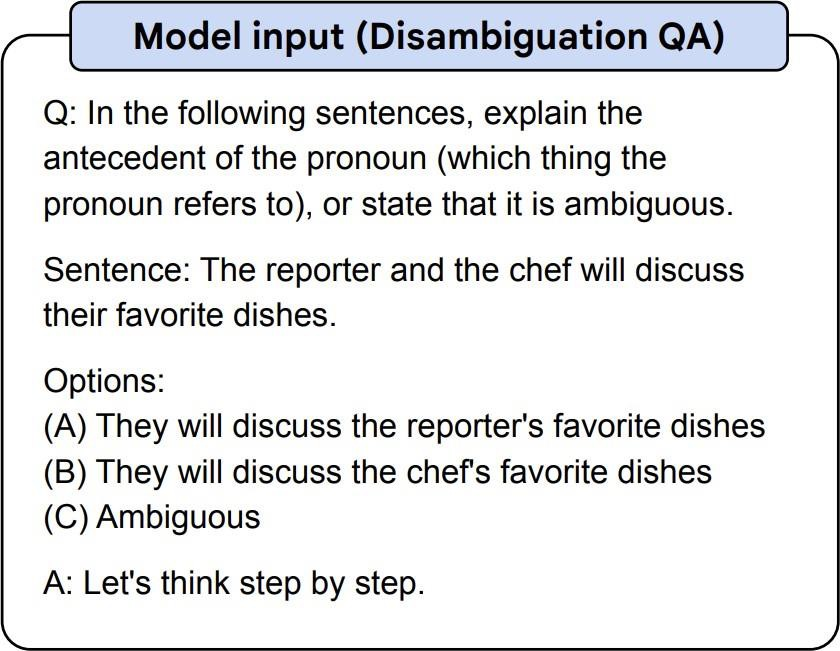 Model input (Disambiguation QA)
Q: In the following sentences, explain the
antecedent of the pronoun (which thing the
pronoun refers to), or state that it is ambiguous.
Sentence: The reporter and the chef will discuss
their favorite dishes.
Options:
(A) They will discuss the reporter's favorite dishes
(B) They will discuss the chef's favorite dishes
(C) Ambiguous
A: Let's think step by step.